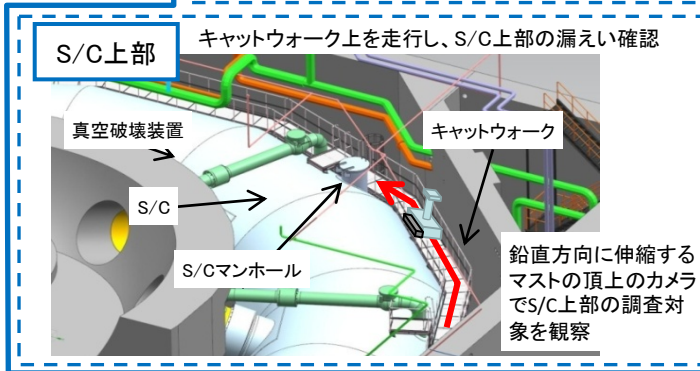 S/C上部
キャットウォーク上を走行し、S/C上部の漏えい確認
真空破壊装置
キャットウォーク
S/C
S/Cマンホール
鉛直方向に伸縮する
マストの頂上のカメラ
でS/C上部の調査対
象を観察